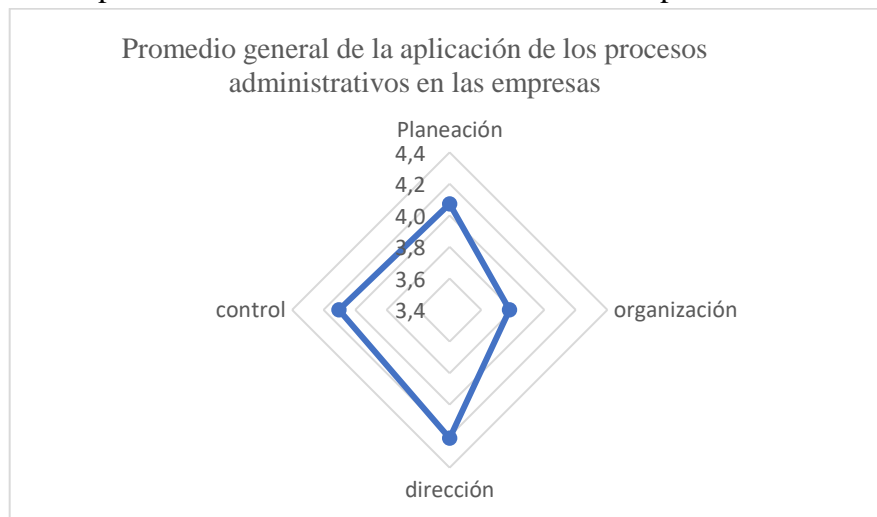 Promedio general de la aplicación de los procesos
administrativos en las empresas
Planeación
4,4
4,2
4,0
3,8
3,6
3,4
control
organización
dirección